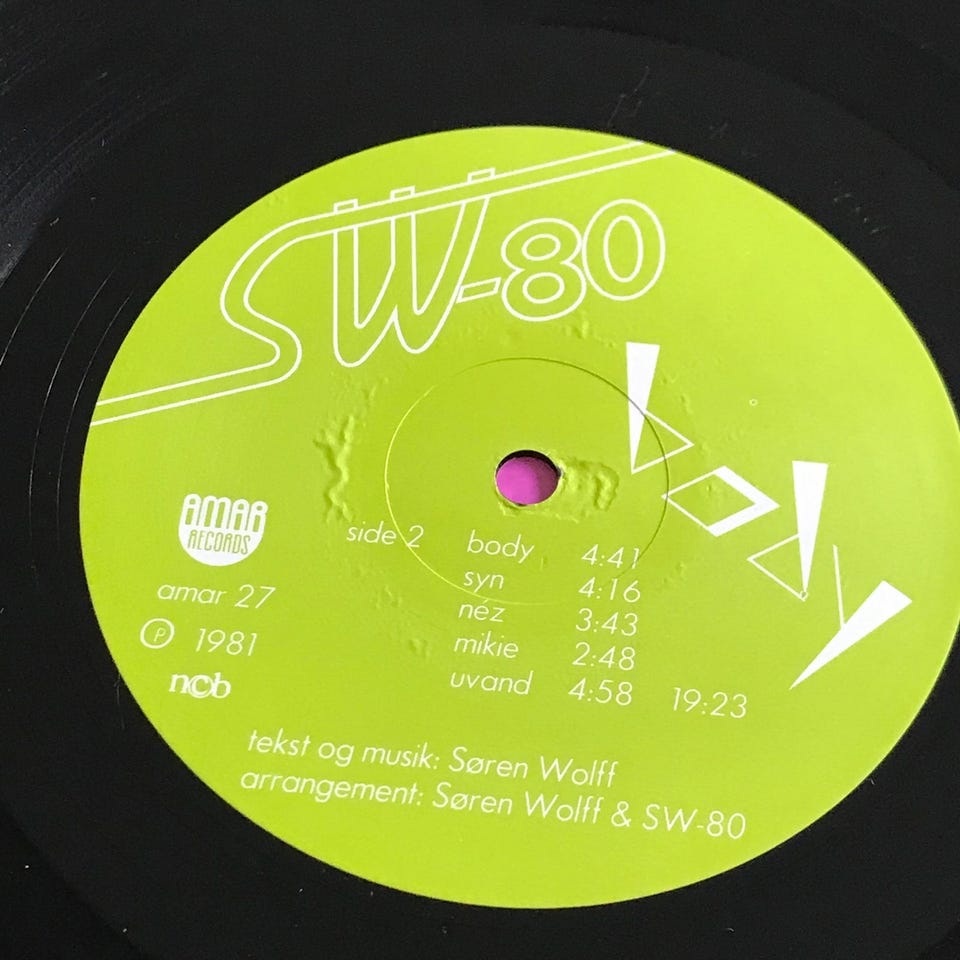 SW-80
body
AMAR
RECORDS
amar 27
Ⓟ 1981
ncb
side 2 body 4:41
syn 4:16
néz 3:43
mikie 2:48
uvand 4:58 19:23
tekst og musik: Søren Wolff
arrangement: Søren Wolff & SW-80